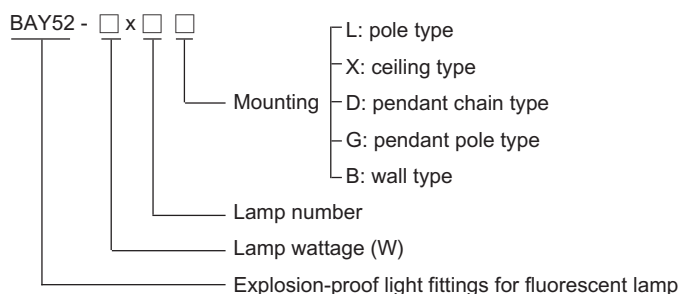 BAY52 - □ x □ □
L: pole type
X: ceiling type
Mounting
D: pendant chain type
G: pendant pole type
B: wall type
Lamp number
Lamp wattage (W)
Explosion-proof light fittings for fluorescent lamp